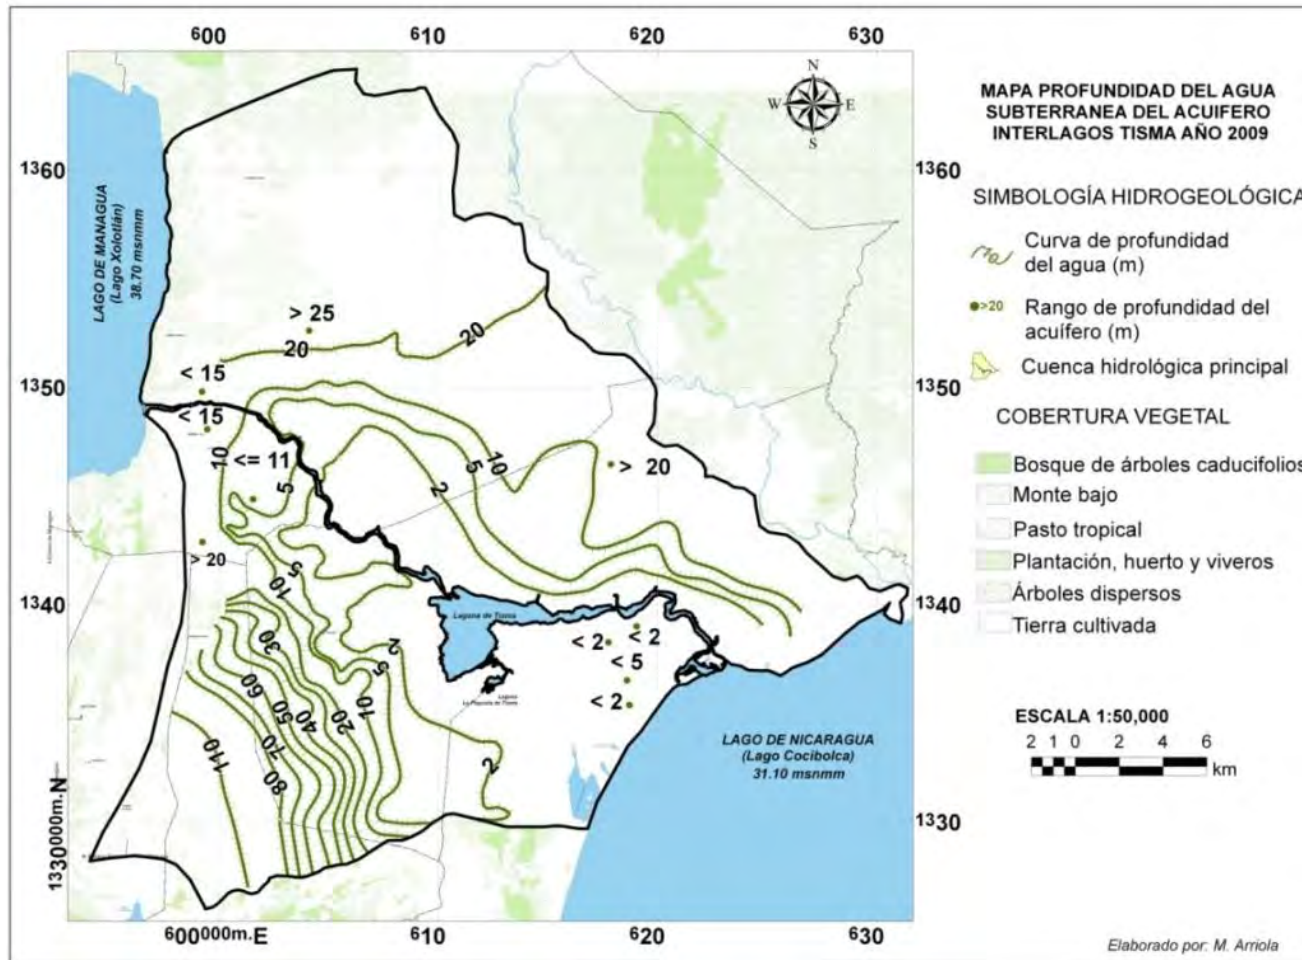 600 610 620 630
MAPA PROFUNDIDAD DEL AGUA
SUBTERRANEA DEL ACUIFERO
INTERLAGOS TISMA AÑO 2009
N
W E
S
1360 1360
SIMBOLOGÍA HIDROGEOLÓGICA
Curva de profundidad
del agua (m)
>20 Rango de profundidad del
acuífero (m)
Cuenca hidrológica principal
LAGO DE MANAGUA
(Lago Xolotlán)
38.70 msnmm
> 25
20 20
< 15
1350 1350
< 15
10 <= 11
5
2 5 10
> 20
COBERTURA VEGETAL
Bosque de árboles caducifolios
Monte bajo
Pasto tropical
Plantación, huerto y viveros
Árboles dispersos
Tierra cultivada
> 20
5
10
1340 1340
Laguna de Tisma
< 2 < 2
< 5
< 2
30
2
5
10
60
50
40
20
70
80
110
2
LAGO DE NICARAGUA
(Lago Cocibolca)
31.10 msnmm
ESCALA 1:50,000
2 1 0 2 4 6
km
1330000m. N 1330
600000m.E 610 620 630
Elaborado por: M. Arriola